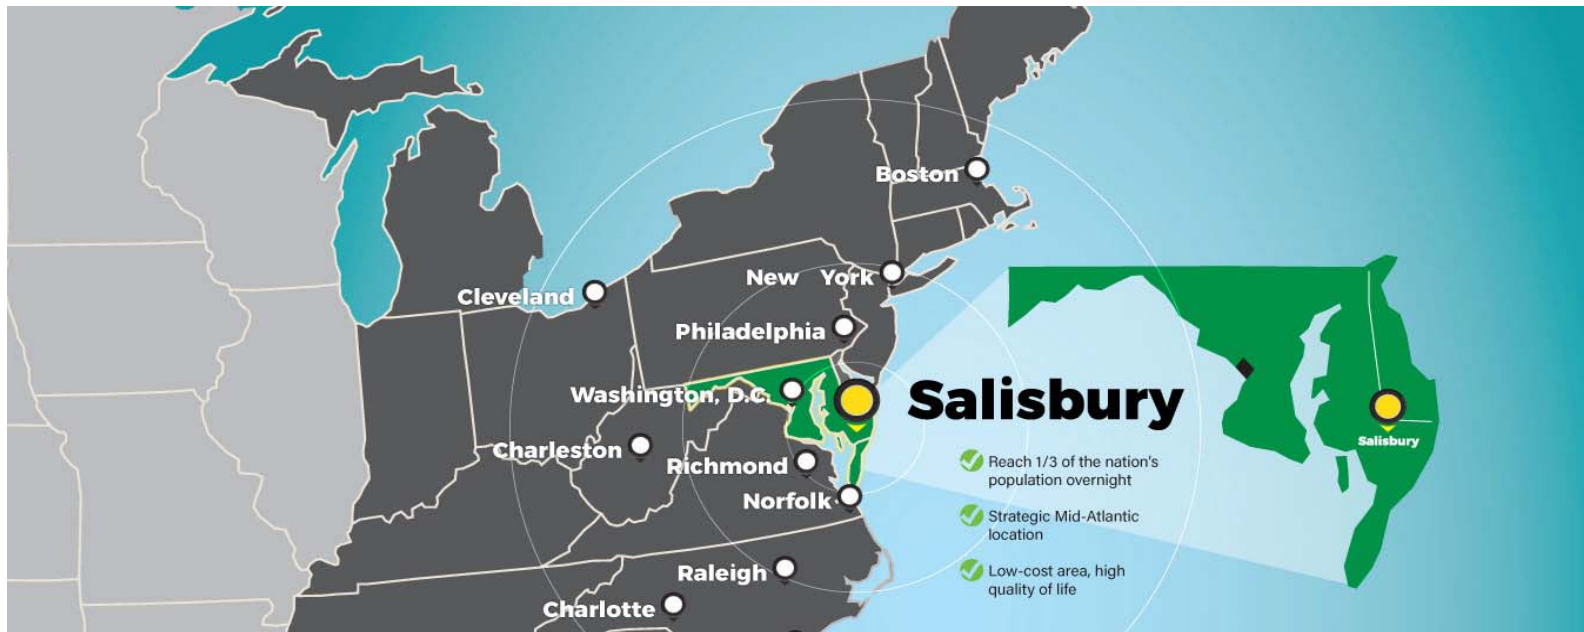 Boston
New York
Cleveland
Philadelphia
Washington, D.C.
Salisbury
Charleston
Richmond
Norfolk
Raleigh
Charlotte
Reach 1/3 of the nation's
population overnight
Strategic Mid-Atlantic
location
Low-cost area, high
quality of life
Salisbury